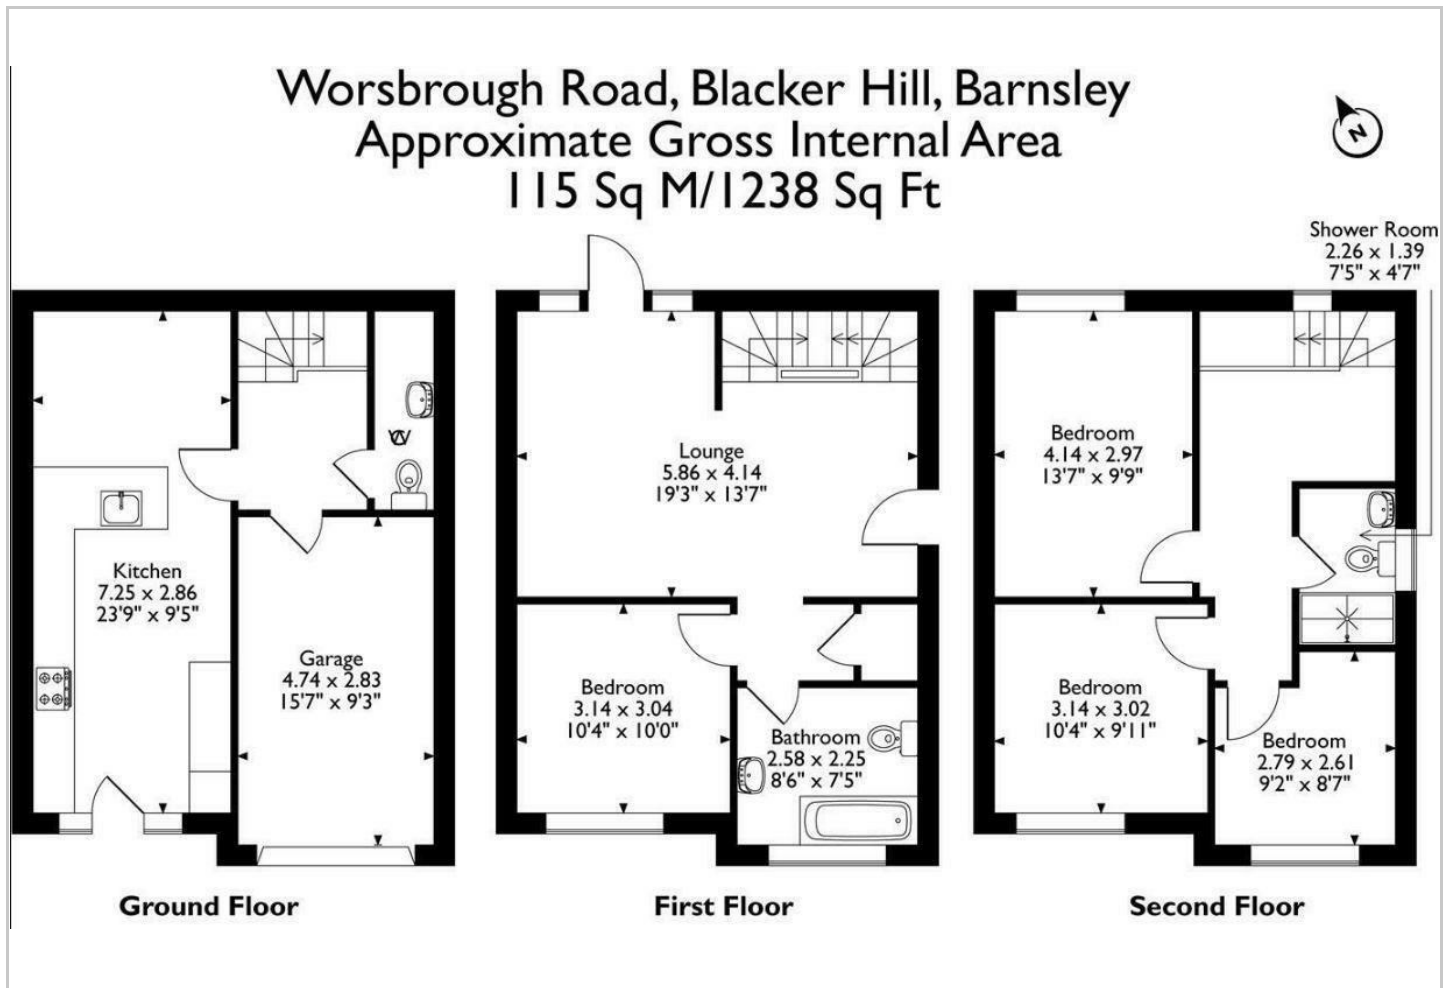 Worsbrough Road, Blacker Hill, Barnsley
Approximate Gross Internal Area
115 Sq M/1238 Sq Ft
N
Shower Room
2.26 x 1.39
7'5" x 4'7"
Kitchen
7.25 x 2.86
23'9" x 9'5"
Garage
4.74 x 2.83
15'7" x 9'3"
Ground Floor
Lounge
5.86 x 4.14
19'3" x 13'7"
Bedroom
3.14 x 3.04
10'4" x 10'0"
Bathroom
2.58 x 2.25
8'6" x 7'5"
First Floor
Bedroom
4.14 x 2.97
13'7" x 9'9"
Bedroom
3.14 x 3.02
10'4" x 9'11"
Bedroom
2.79 x 2.61
9'2" x 8'7"
Second Floor